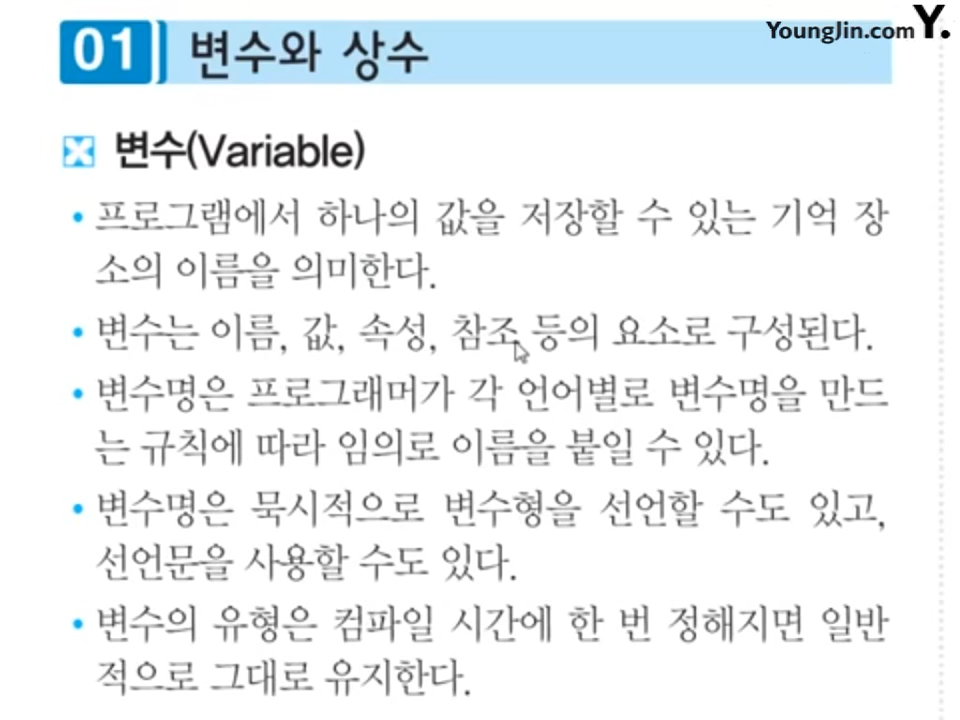 YoungJin.com Y.
01 변수와 상수
변수(Variable)
• 프로그램에서 하나의 값을 저장할 수 있는 기억 장
소의 이름을 의미한다.
• 변수는 이름, 값, 속성, 참조 등의 요소로 구성된다.
• 변수명은 프로그래머가 각 언어별로 변수명을 만드
는 규칙에 따라 임의로 이름을 붙일 수 있다.
• 변수명은 묵시적으로 변수형을 선언할 수도 있고,
선언문을 사용할 수도 있다.
• 변수의 유형은 컴파일 시간에 한 번 정해지면 일반
적으로 그대로 유지한다.